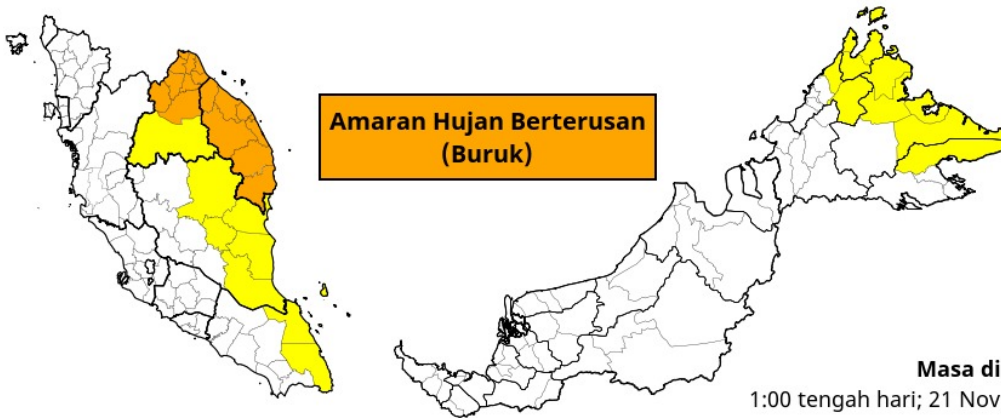 Amaran Hujan Berterusan
(Buruk)
Masa di
1:00 tengah hari; 21 Nov